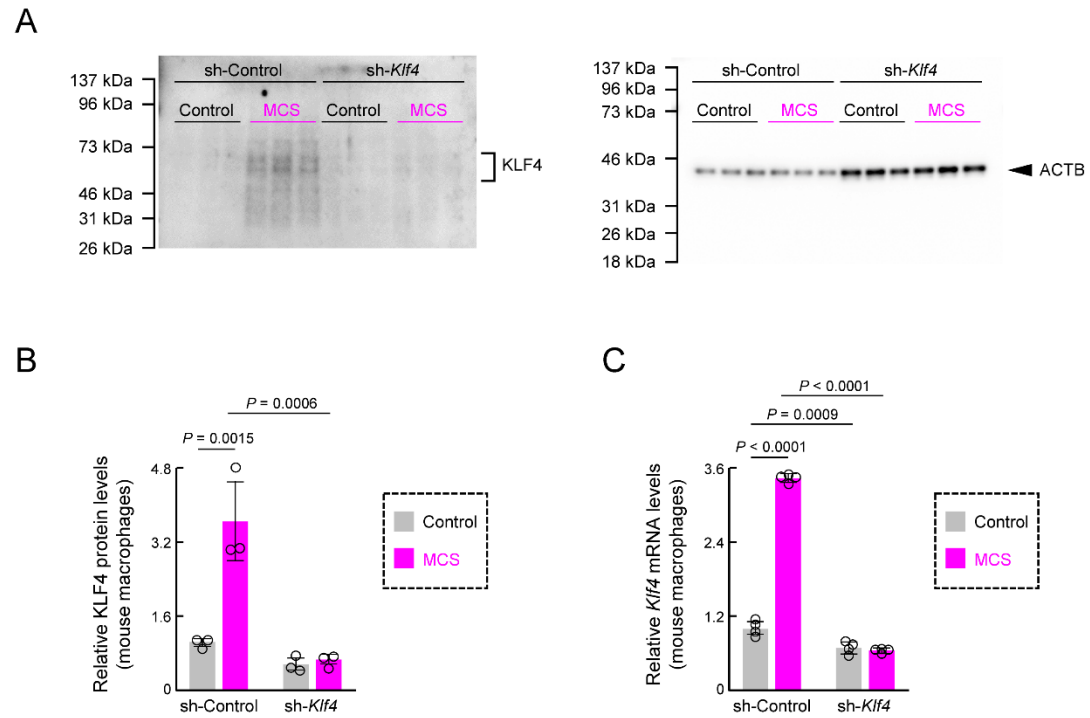 A
137 kDa
96 kDa
73 kDa
46 kDa
31 kDa
26 kDa
sh-Control sh-Klf4
Control MCS Control MCS
KLF4
137 kDa
96 kDa
73 kDa
46 kDa
31 kDa
26 kDa
18 kDa
sh-Control sh-Klf4
Control MCS Control MCS
ACTB
B
P = 0.0006
P = 0.0015
Relative KLF4 protein levels
(mouse macrophages)
4.8
3.2
1.6
0
sh-Control sh-Klf4
Control
MCS
C
P < 0.0001
P = 0.0009
P < 0.0001
Relative Klf4 mRNA levels
(mouse macrophages)
3.6
2.4
1.2
0
sh-Control sh-Klf4
Control
MCS